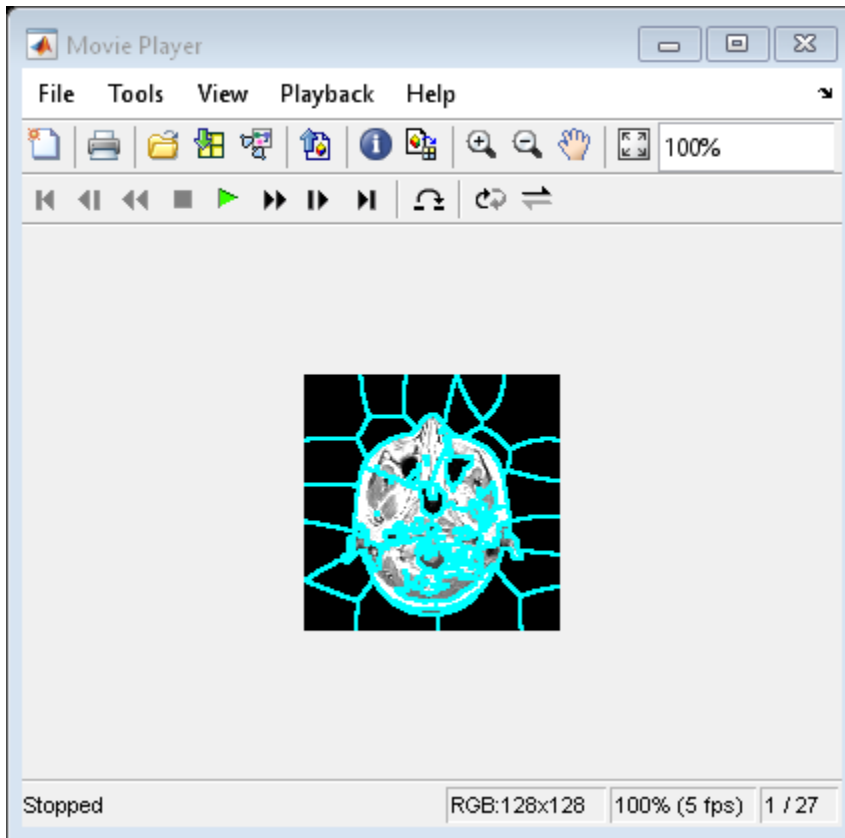 Movie Player
File Tools View Playback Help
100%
Stopped RGB:128x128 100% (5 fps) 1 / 27